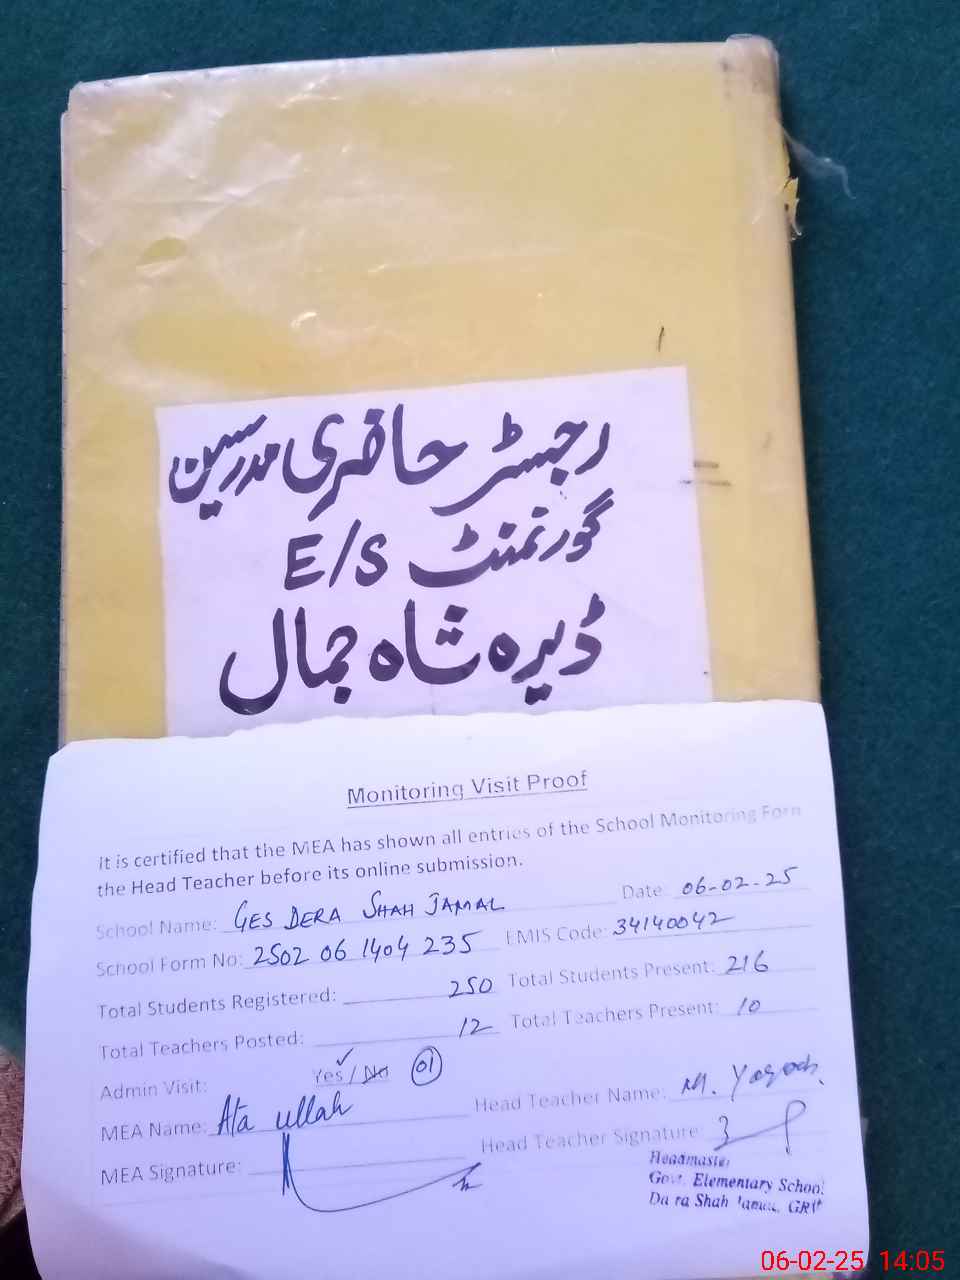 رجسٹر حاضری مدرسین
گورنمنٹ E/S
ڈیرہ شاہ جمال
Monitoring Visit Proof
It is certified that the MEA has shown all entries of the School Monitoring Form
the Head Teacher before its online submission.
School Name: GES DERA SHAH JAMAL Date: 06-02-25
School Form No: 2502 06 1404 235 EMIS Code: 34140042
Total Students Registered: 250 Total Students Present: 216
Total Teachers Posted: 12 Total Teachers Present: 10
Admin Visit: Yes / No 01
MEA Name: Ata ullah Head Teacher Name: M. Yaqoob
MEA Signature: Head Teacher Signature:
Headmaster
Govt. Elementary School
Da ra Shah Jamal,
06-02-25 14:05